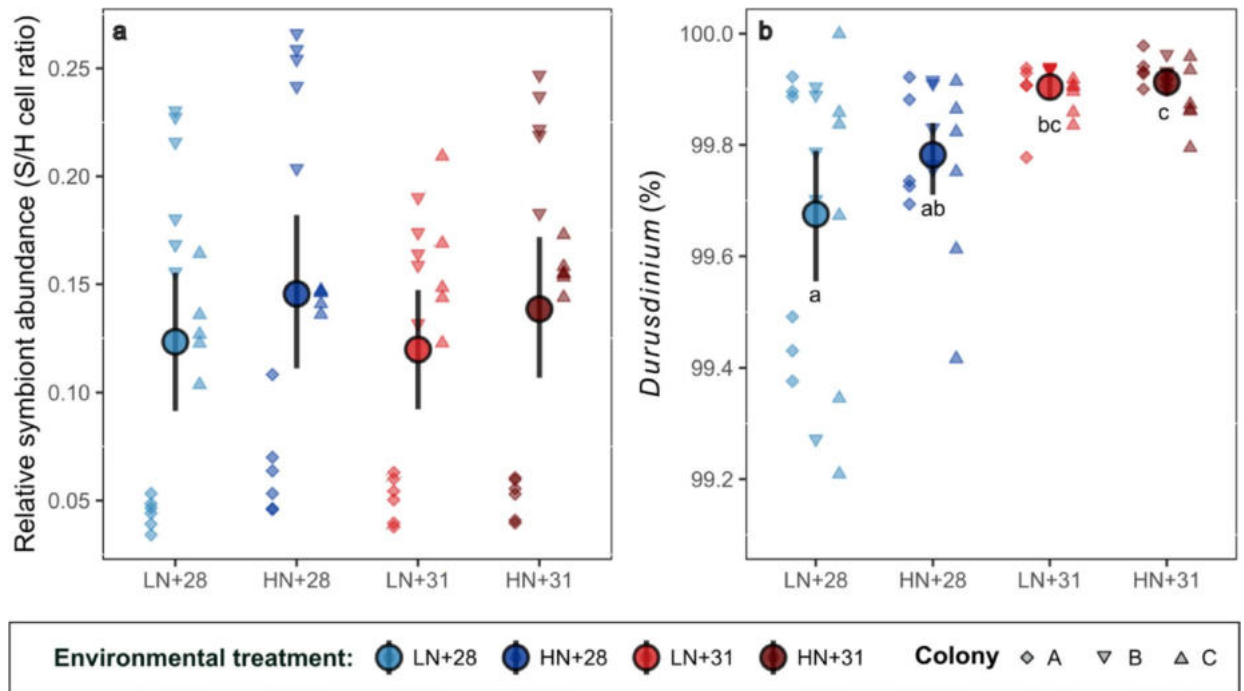 a
Relative symbiont abundance (S/H cell ratio)
0.25
0.20
0.15
0.10
0.05
LN+28 HN+28 LN+31 HN+31
b
Durusdinium (%)
100.0
99.8
99.6
99.4
99.2
a
ab
bc
c
LN+28 HN+28 LN+31 HN+31
Environmental treatment: LN+28 HN+28 LN+31 HN+31 Colony A B C